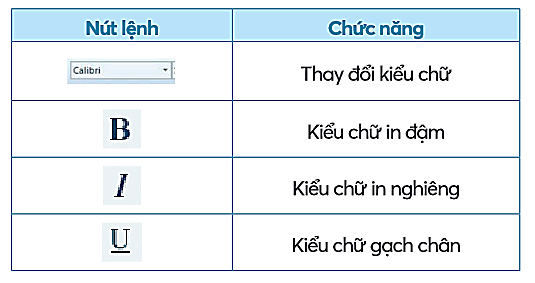 Nút lệnh Chức năng
Calibri Thay đổi kiểu chữ
B Kiểu chữ in đậm
I Kiểu chữ in nghiêng
U Kiểu chữ gạch chân